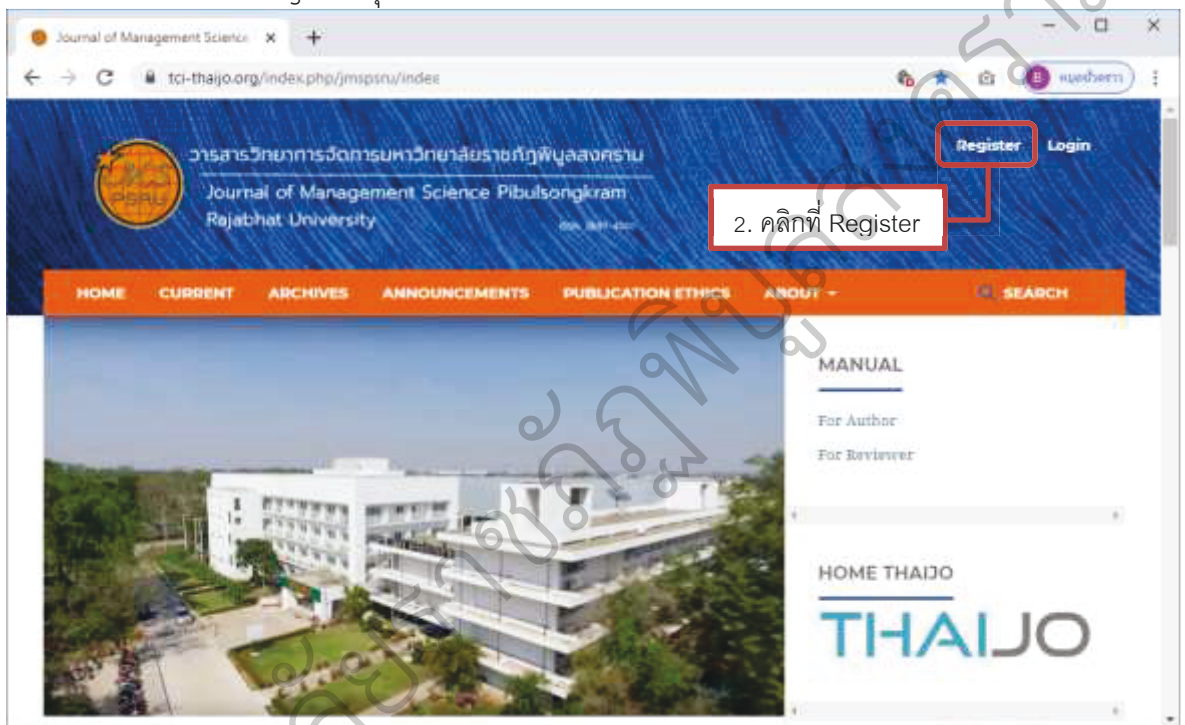 Journal of Management Science
tci-thaijo.org/index.php/jmspsru/index
Register Login
วารสารวิทยาการจัดการมหาวิทยาลัยราชภัฏพิบูลสงคราม
Journal of Management Science Pibulsongkram
Rajabhat University
2. คลิกที่ Register
HOME CURRENT ARCHIVES ANNOUNCEMENTS PUBLICATION ETHICS ABOUT SEARCH
MANUAL
For Author
For Reviewer
HOME THAIJO
THAIJO